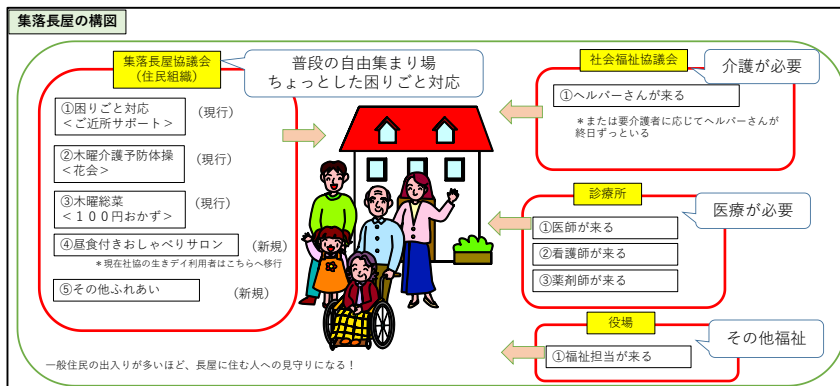 集落長屋の構図
集落長屋協議会
(住民組織)
普段の自由集まり場
ちょっとした困りごと対応
①困りごと対応
<ご近所サポート>
(現行)
②木曜介護予防体操
<花会>
(現行)
③木曜総菜
<100円おかず>
(現行)
④昼食付きおしゃべりサロン
(新規)
*現在社協の生きデイ利用者はこちらへ移行
⑤その他ふれあい
(新規)
一般住民の出入りが多いほど、長屋に住む人への見守りになる!
社会福祉協議会
介護が必要
①ヘルパーさんが来る
*または要介護者に応じてヘルパーさんが
終日ずっといる
診療所
医療が必要
①医師が来る
②看護師が来る
③薬剤師が来る
役場
その他福祉
①福祉担当が来る